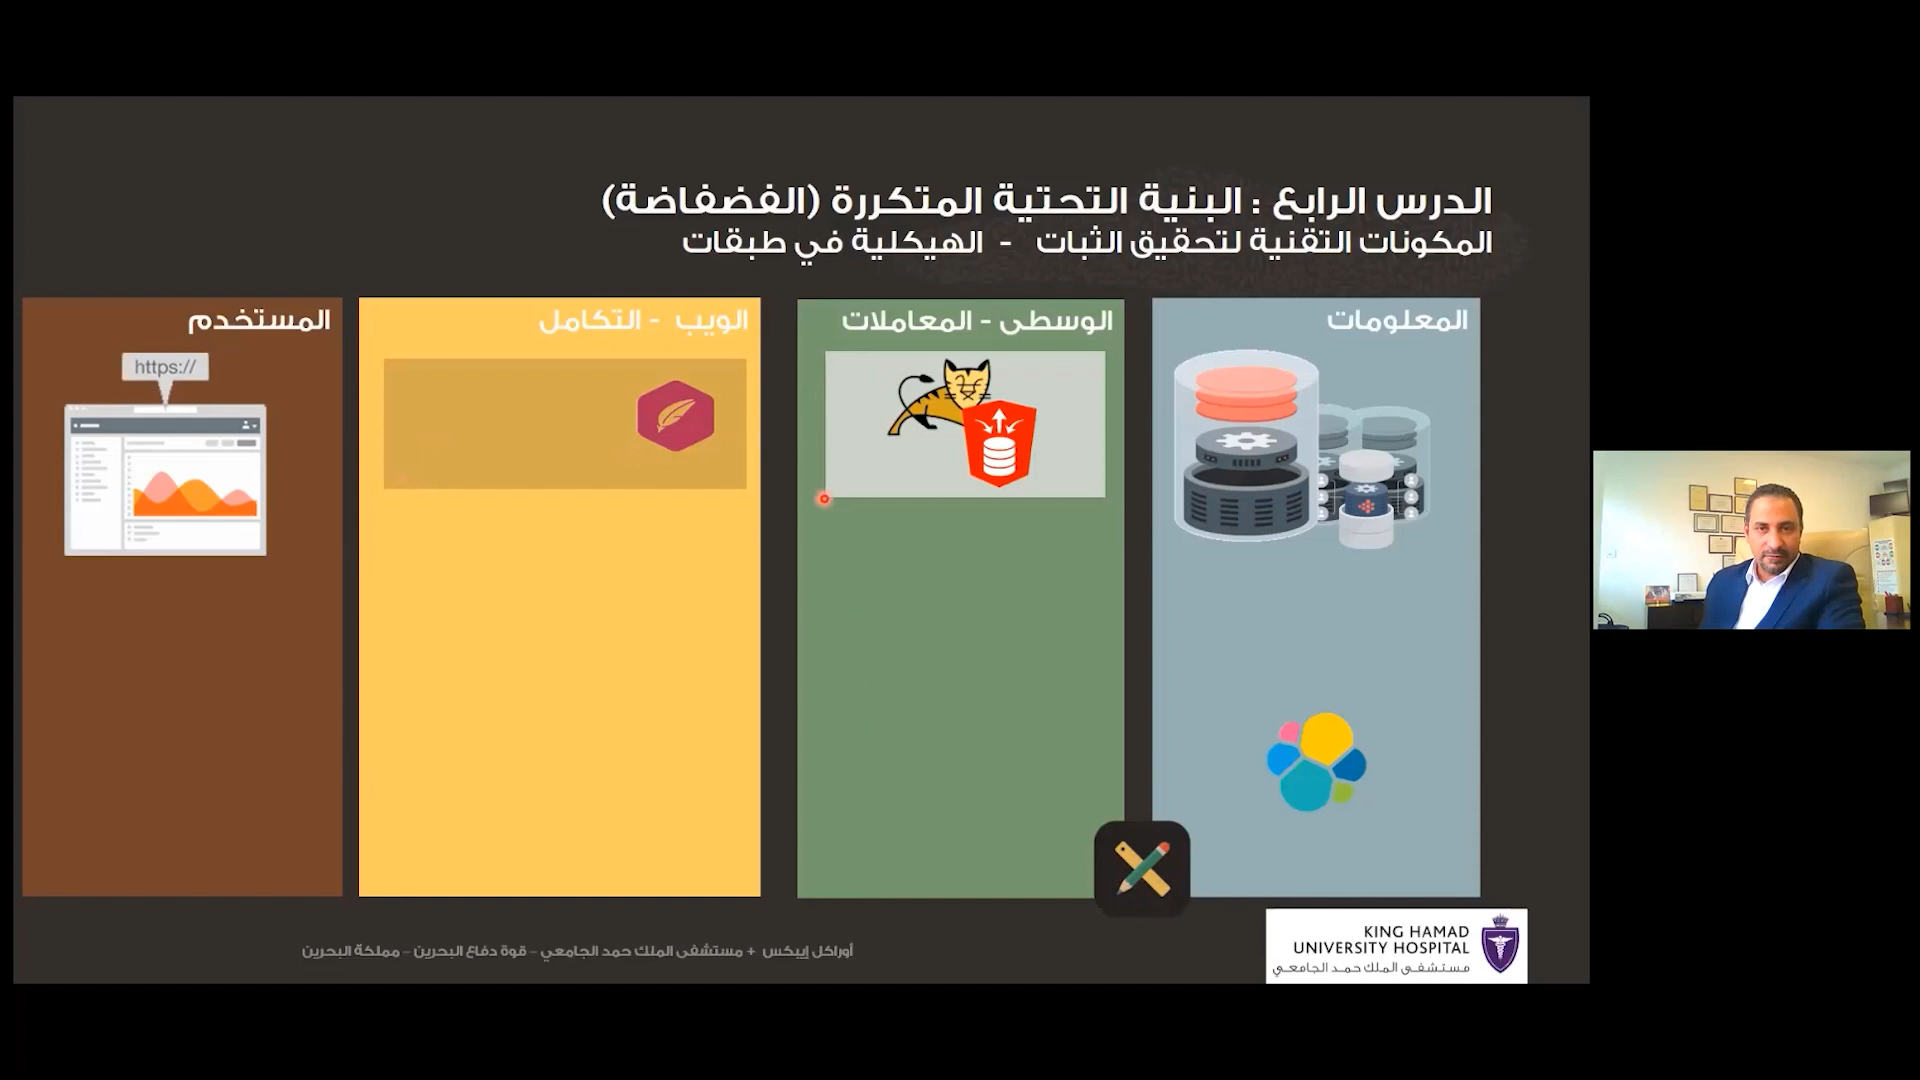 الدرس الرابع : البنية التحتية المتكررة (الفضفاضة)
المكونات التقنية لتحقيق الثبات - الهيكلية في طبقات
المعلومات
الوسطى - المعاملات
الويب - التكامل
المستخدم
https://
أوراكل إيبكس + مستشفى الملك حمد الجامعي – قوة دفاع البحرين – مملكة البحرين
KING HAMAD
UNIVERSITY HOSPITAL
مستشفى الملك حمد الجامعي